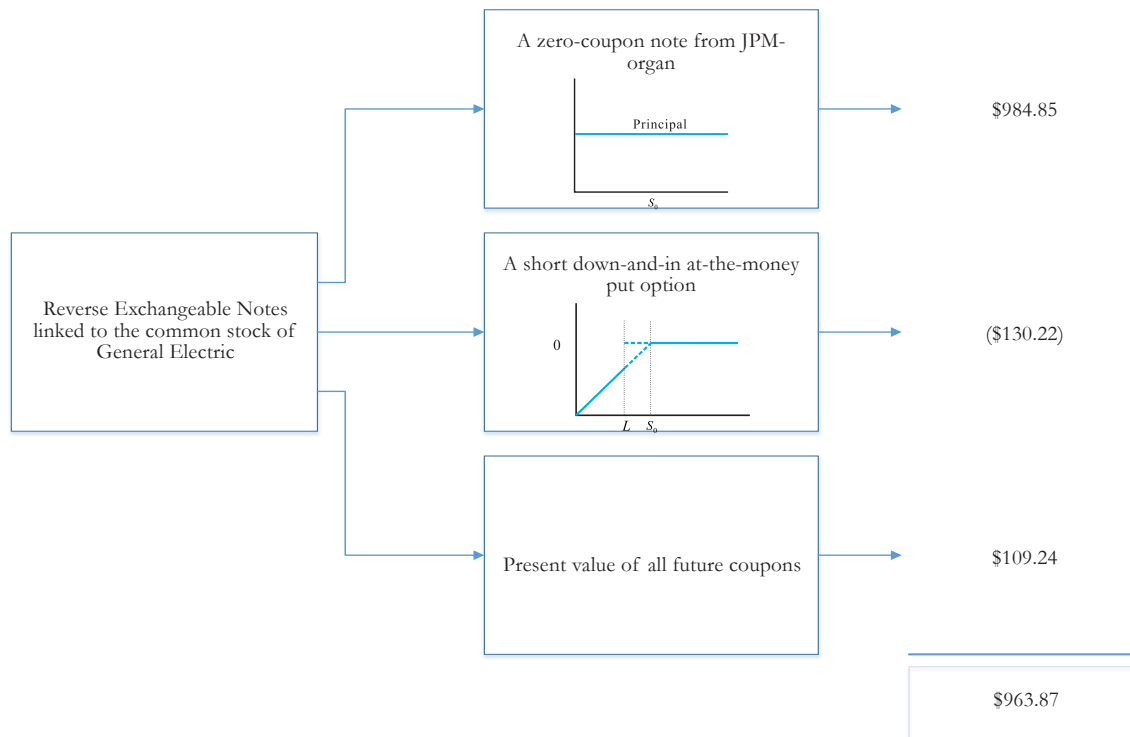 A zero-coupon note from JPM-
organ
Principal
S₀
$984.85
Reverse Exchangeable Notes
linked to the common stock of
General Electric
A short down-and-in at-the-money
put option
0
L S₀
($130.22)
Present value of all future coupons
$109.24
$963.87